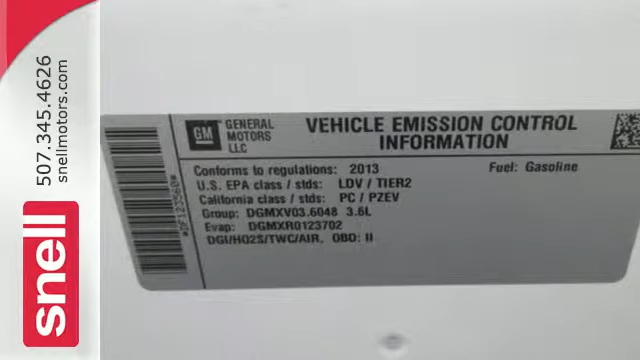 507.345.4626
snellmotors.com
snell
*DF123560*
GM GENERAL MOTORS LLC
VEHICLE EMISSION CONTROL
INFORMATION
Conforms to regulations: 2013 Fuel: Gasoline
U.S. EPA class / stds: LDV / TIER2
California class / stds: PC / PZEV
Group: DGMXV03.6048 3.6L
Evap: DGMXR0123702
DGI/HO2S/TWC/AIR, OBD: II